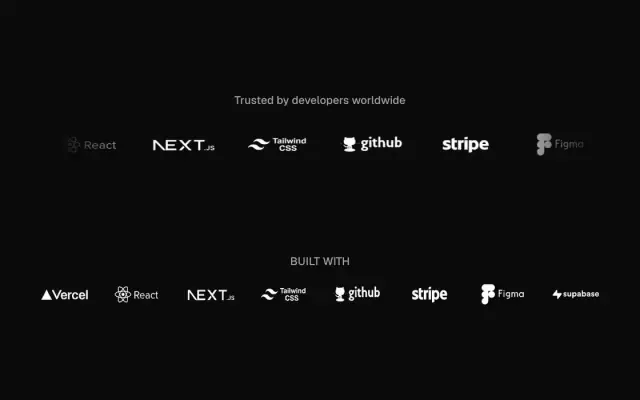 Trusted by developers worldwide
React
NEXT.JS
Tailwind
CSS
github
stripe
Figma
BUILT WITH
Vercel
React
NEXT.JS
Tailwind
CSS
github
stripe
Figma
supabase